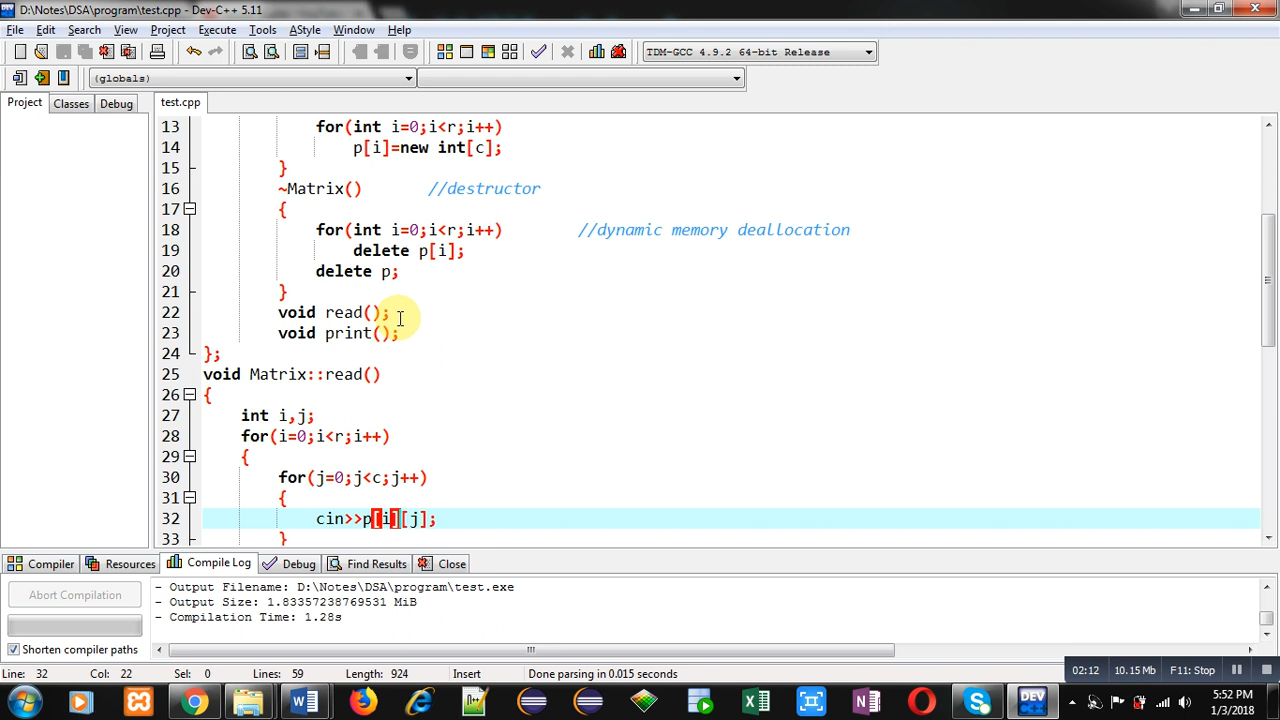 D:\Notes\DSA\program\test.cpp - Dev-C++ 5.11
File Edit Search View Project Execute Tools AStyle Window Help
TDM-GCC 4.9.2 64-bit Release
(globals)
Project Classes Debug
test.cpp
13 for(int i=0;i<r;i++)
14 p[i]=new int[c];
15 }
16 ~Matrix() //destructor
17 {
18 for(int i=0;i<r;i++) //dynamic memory deallocation
19 delete p[i];
20 delete p;
21 }
22 void read();
23 void print();
24 };
25 void Matrix::read()
26 {
27 int i,j;
28 for(i=0;i<r;i++)
29 {
30 for(j=0;j<c;j++)
31 {
32 cin>>p[i][j];
33 }
Compiler Resources Compile Log Debug Find Results Close
Abort Compilation
Shorten compiler paths
- Output Filename: D:\Notes\DSA\program\test.exe
- Output Size: 1.83357238769531 MiB
- Compilation Time: 1.28s
Line: 32 Col: 22 Sel: 0 Lines: 59 Length: 924 Insert Done parsing in 0.015 seconds
02:12 10.15 Mb F11: Stop
5:52 PM
1/3/2018